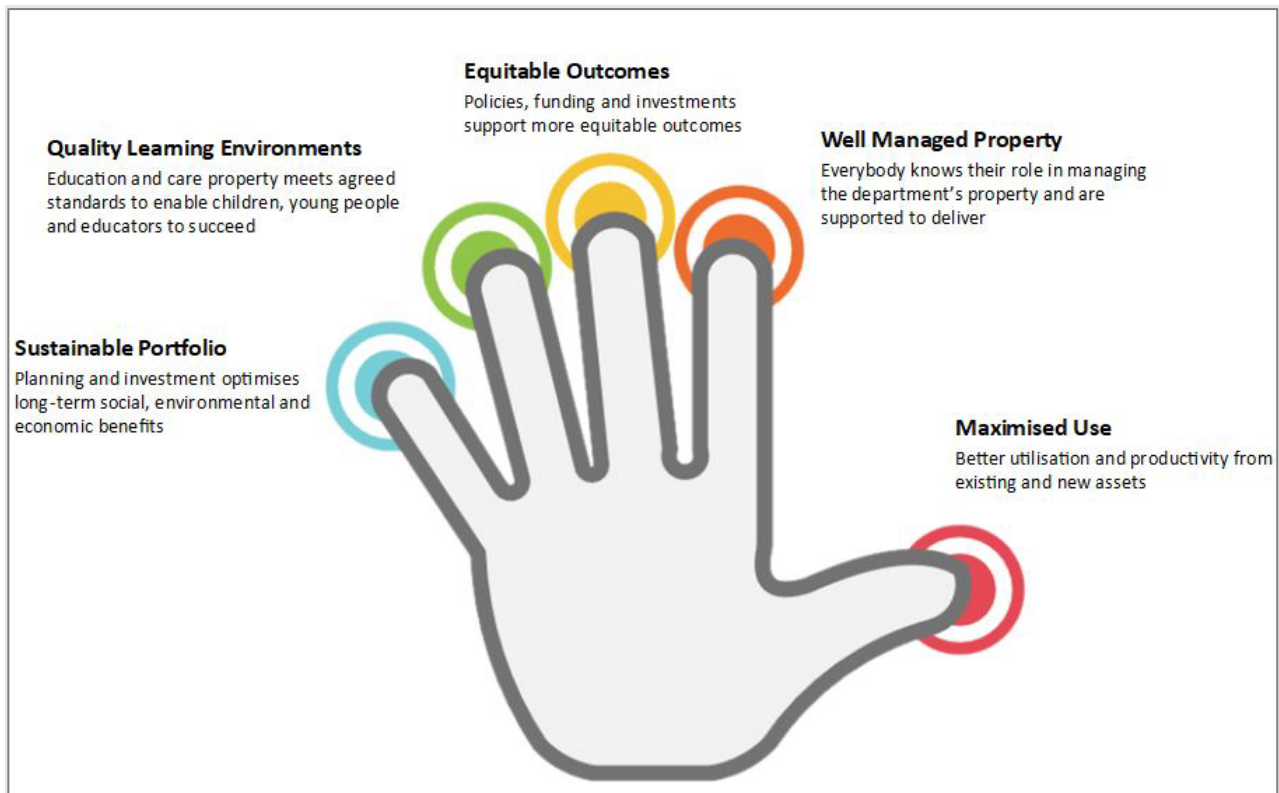 Equitable Outcomes
Policies, funding and investments
support more equitable outcomes
Quality Learning Environments
Education and care property meets agreed
standards to enable children, young people
and educators to succeed
Well Managed Property
Everybody knows their role in managing
the department's property and are
supported to deliver
Sustainable Portfolio
Planning and investment optimises
long-term social, environmental and
economic benefits
Maximised Use
Better utilisation and productivity from
existing and new assets